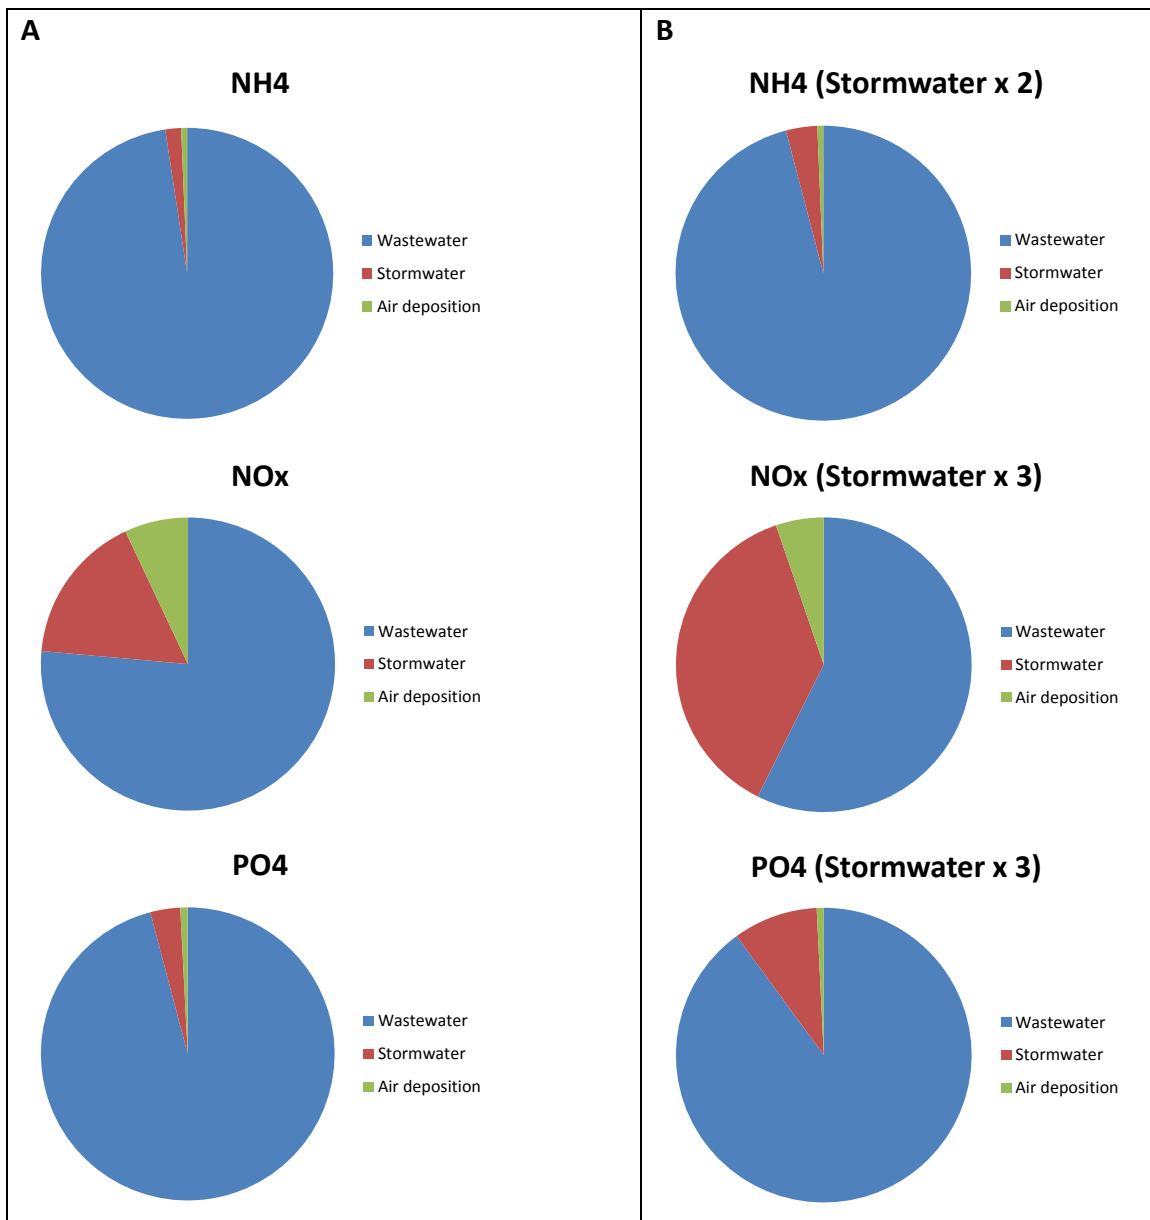 A
NH4
Wastewater
Stormwater
Air deposition
NOx
Wastewater
Stormwater
Air deposition
PO4
Wastewater
Stormwater
Air deposition
B
NH4 (Stormwater x 2)
Wastewater
Stormwater
Air deposition
NOx (Stormwater x 3)
Wastewater
Stormwater
Air deposition
PO4 (Stormwater x 3)
Wastewater
Stormwater
Air deposition